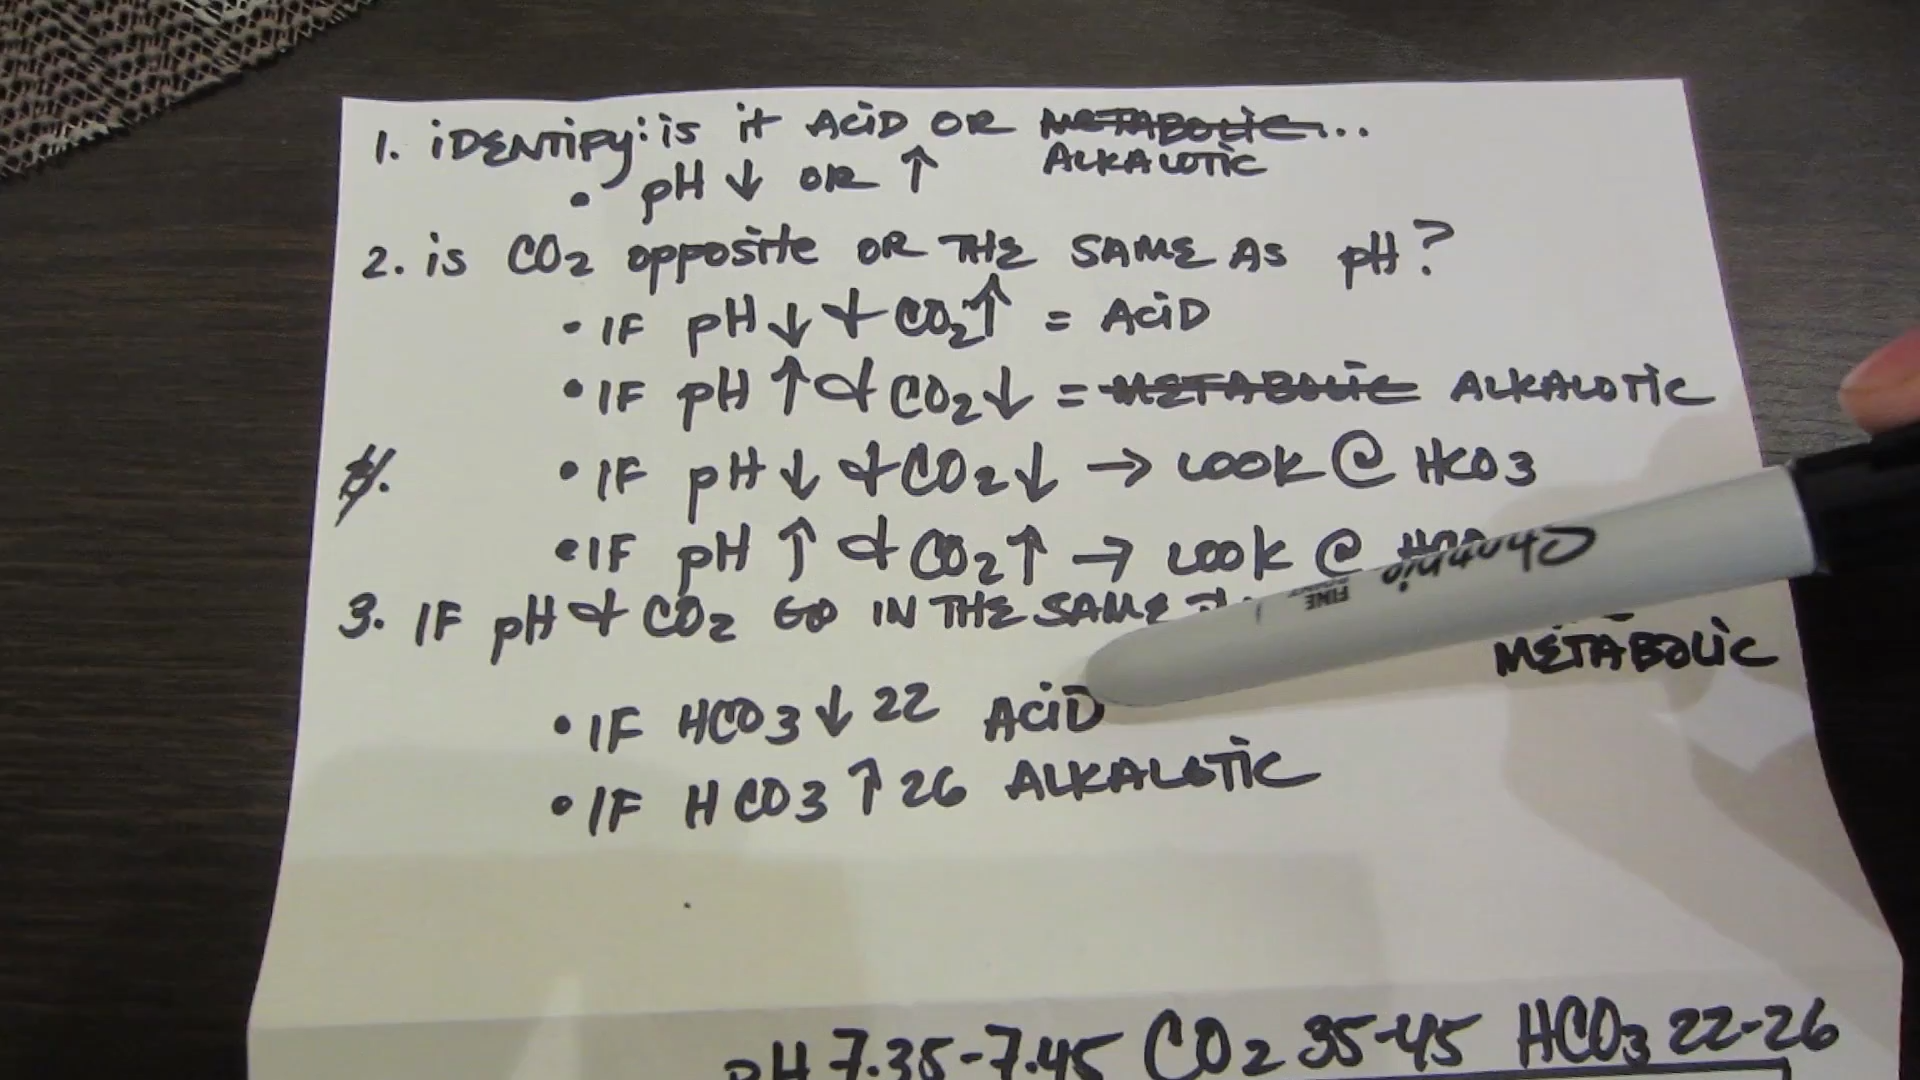 1. iDENTIFY: is it ACiD OR METABOLIC...
ALKALOTiC
• pH ↓ OR ↑
2. is CO2 opposite OR THE SAME AS pH?
• IF pH ↓ + CO2 ↑ = ACiD
• IF pH ↑ + CO2 ↓ = METABOLiC ALKALOTiC
• IF pH ↓ + CO2 ↓ → LOOK @ HCO3
• IF pH ↑ + CO2 ↑ → LOOK @
3. IF pH + CO2 GO IN THE SAME
METABOLiC
• IF HCO3 ↓ 22 ACiD
• IF HCO3 ↑ 26 ALKALOTiC
pH 7.35-7.45 CO2 35-45 HCO3 22-26
Sharpie
FINE